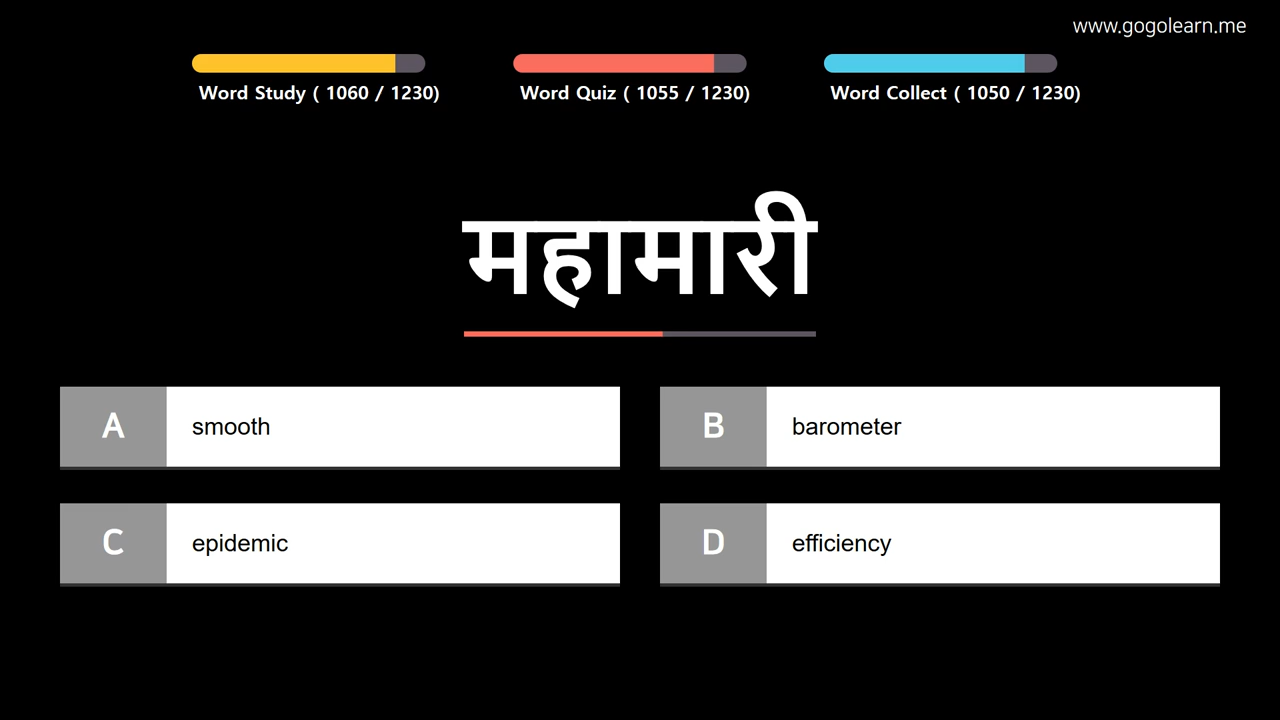 www.gogolearn.me
Word Study ( 1060 / 1230)
Word Quiz ( 1055 / 1230)
Word Collect ( 1050 / 1230)
महामारी
A smooth
B barometer
C epidemic
D efficiency